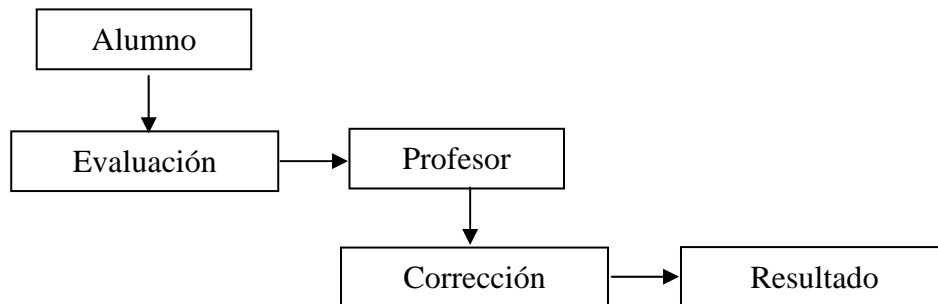 Alumno
Evaluación
Profesor
Corrección
Resultado